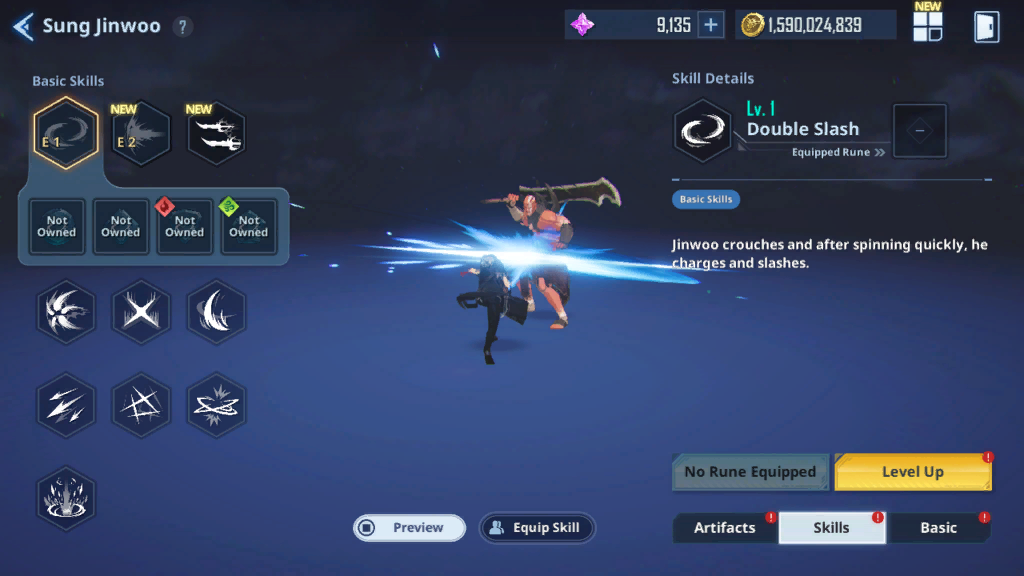 Sung Jinwoo
?
9,135
+
1,590,024,839
NEW
Basic Skills
E 1
NEW
E 2
NEW
Not
Owned
Not
Owned
Not
Owned
Not
Owned
Skill Details
Lv. 1
Double Slash
Equipped Rune
Basic Skills
Jinwoo crouches and after spinning quickly, he
charges and slashes.
No Rune Equipped
Level Up
!
Preview
Equip Skill
Artifacts
!
Skills
!
Basic
!